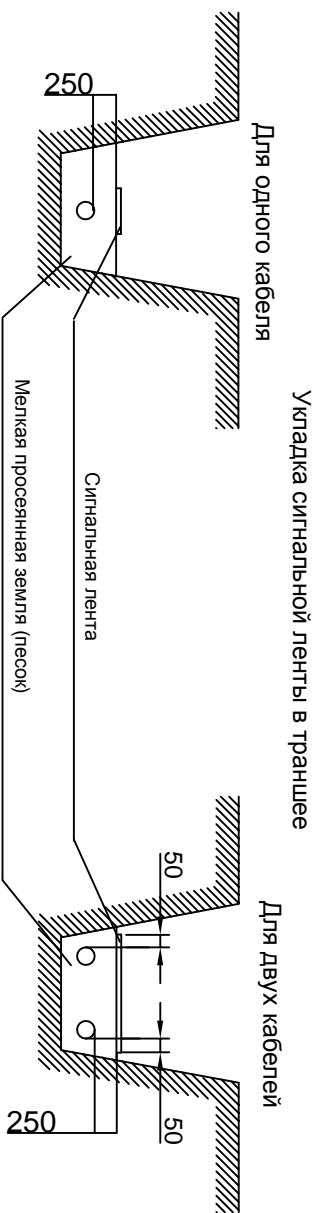 Укладка сигнальной ленты в траншее
Для одного кабеля
Для двух кабелей
250
50
50
250
Сигнальная лента
Мелкая просеянная земля (песок)